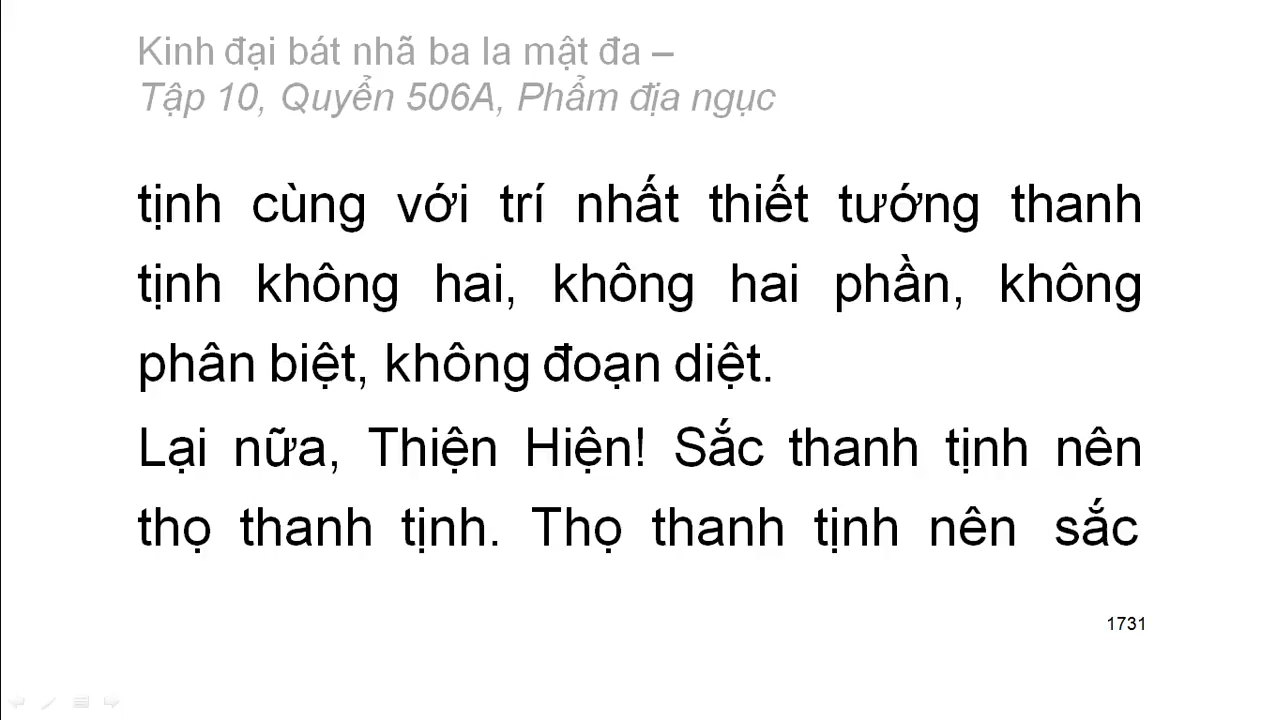 Kinh đại bát nhã ba la mật đa –
Tập 10, Quyển 506A, Phẩm địa ngục
tịnh cùng với trí nhất thiết tướng thanh
tịnh không hai, không hai phần, không
phân biệt, không đoạn diệt.
Lại nữa, Thiện Hiện! Sắc thanh tịnh nên
thọ thanh tịnh. Thọ thanh tịnh nên sắc
1731